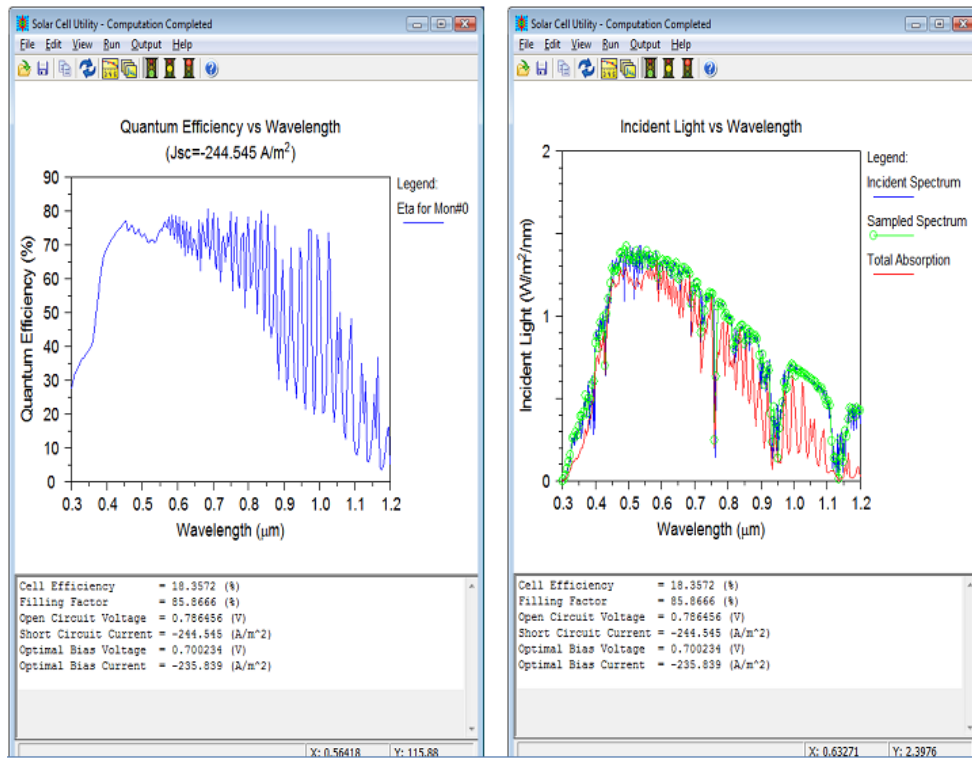 Solar Cell Utility - Computation Completed
File Edit View Run Output Help
Quantum Efficiency vs Wavelength
(Jsc=-244.545 A/m²)
Legend:
Eta for Mon#0
Quantum Efficiency (%)
90
80
70
60
50
40
30
20
10
0
0.3 0.4 0.5 0.6 0.7 0.8 0.9 1.0 1.1 1.2
Wavelength (μm)
Cell Efficiency = 18.3572 (%)
Filling Factor = 85.8666 (%)
Open Circuit Voltage = 0.786456 (V)
Short Circuit Current = -244.545 (A/m^2)
Optimal Bias Voltage = 0.700234 (V)
Optimal Bias Current = -235.839 (A/m^2)
X: 0.56418 Y: 115.88
Solar Cell Utility - Computation Completed
File Edit View Run Output Help
Incident Light vs Wavelength
Legend:
Incident Spectrum
Sampled Spectrum
Total Absorption
Incident Light (W/m²/nm)
2
1
0
0.3 0.4 0.5 0.6 0.7 0.8 0.9 1.0 1.1 1.2
Wavelength (μm)
Cell Efficiency = 18.3572 (%)
Filling Factor = 85.8666 (%)
Open Circuit Voltage = 0.786456 (V)
Short Circuit Current = -244.545 (A/m^2)
Optimal Bias Voltage = 0.700234 (V)
Optimal Bias Current = -235.839 (A/m^2)
X: 0.63271 Y: 2.3976